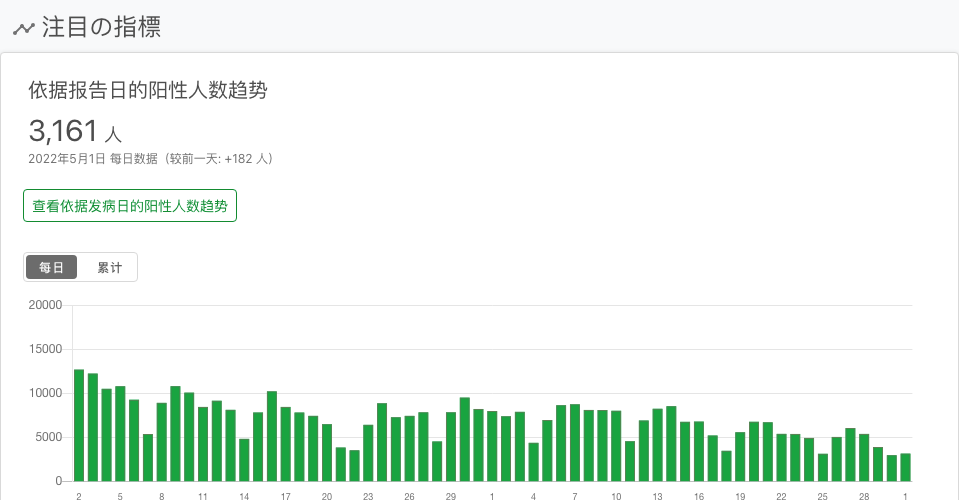 注目の指標
依据报告日的阳性人数趋势
3,161 人
2022年5月1日 每日数据（较前一天: +182 人）
查看依据发病日的阳性人数趋势
每日 累计
20000
15000
10000
5000
0
2 5 8 11 14 17 20 23 26 29 1 4 7 10 13 16 19 22 25 28 1